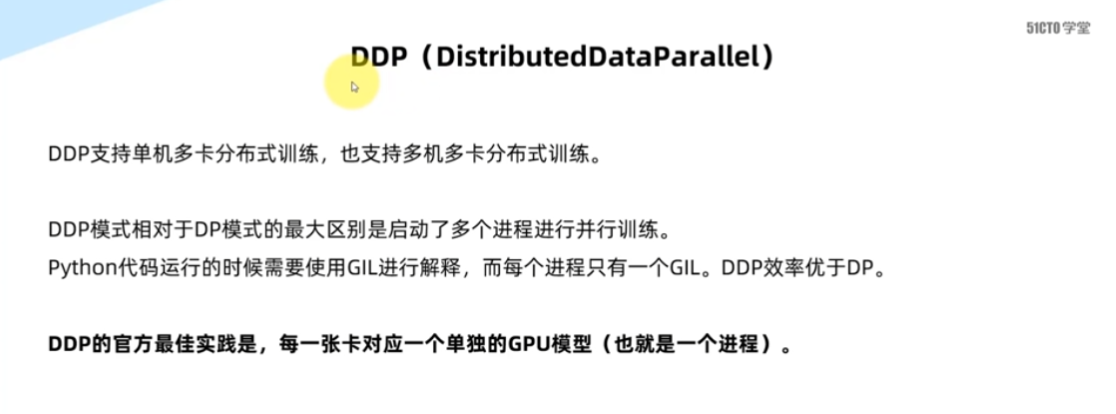 51CTO学堂
DDP（DistributedDataParallel）
DDP支持单机多卡分布式训练，也支持多机多卡分布式训练。
DDP模式相对于DP模式的最大区别是启动了多个进程进行并行训练。
Python代码运行的时候需要使用GIL进行解释，而每个进程只有一个GIL。DDP效率优于DP。
DDP的官方最佳实践是，每一张卡对应一个单独的GPU模型（也就是一个进程）。